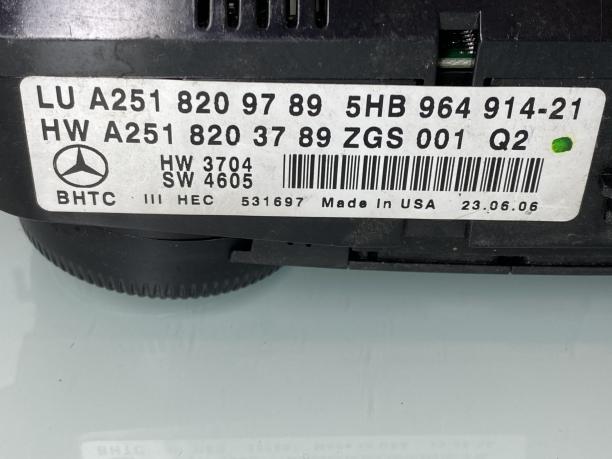 LU A251 820 97 89 5HB 964 914-21
HW A251 820 37 89 ZGS 001 Q2
HW 3704
SW 4605
BHTC III HEC 531697 Made In USA 23.06.06